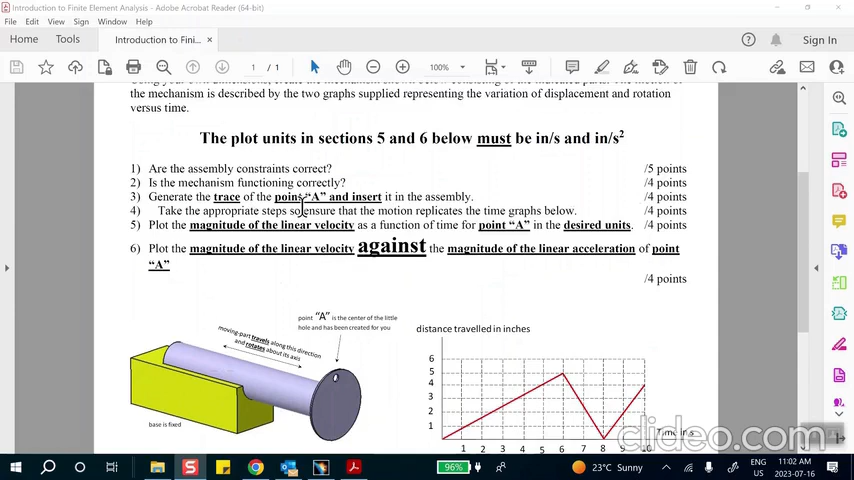 Introduction to Finite Element Analysis - Adobe Acrobat Reader (64-bit)
File Edit View Sign Window Help
Home Tools Introduction to Fini... × Sign In
1 / 1 100%
the mechanism is described by the two graphs supplied representing the variation of displacement and rotation
versus time.
The plot units in sections 5 and 6 below must be in/s and in/s²
1) Are the assembly constraints correct? /5 points
2) Is the mechanism functioning correctly? /4 points
3) Generate the trace of the point "A" and insert it in the assembly. /4 points
4) Take the appropriate steps so ensure that the motion replicates the time graphs below. /4 points
5) Plot the magnitude of the linear velocity as a function of time for point "A" in the desired units. /4 points
6) Plot the magnitude of the linear velocity against the magnitude of the linear acceleration of point
"A"
/4 points
point "A" is the center of the little
hole and has been created for you
moving-part travels along this direction
and rotates about its axis
base is fixed
distance travelled in inches
6
5
4
3
2
1
Time in s
1 2 3 4 5 6 7 8 9 10
clideo.com
96% 23°C Sunny ENG US 11:02 AM 2023-07-16